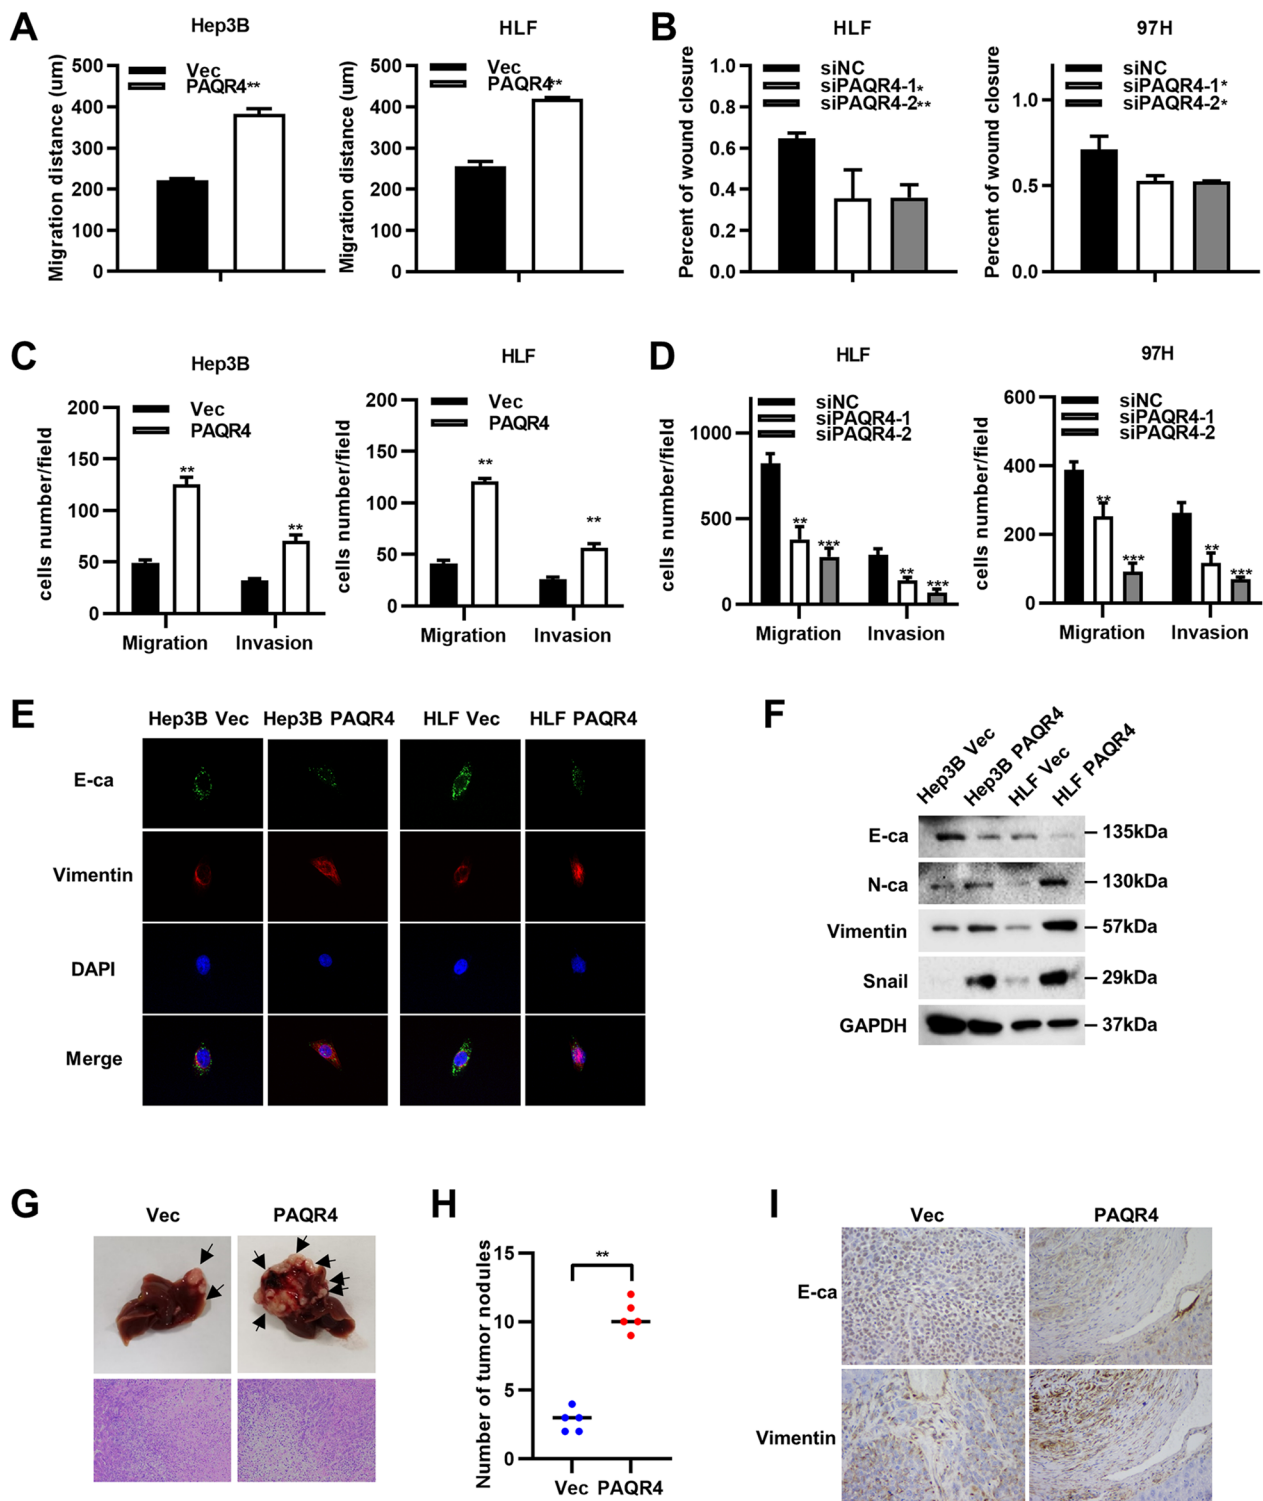 A
Hep3B
Migration distance (um)
500
400
300
200
100
0
Vec
PAQR4**
HLF
Migration distance (um)
500
400
300
200
100
0
Vec
PAQR4**
B
HLF
Percent of wound closure
1.0
0.8
0.6
0.4
0.2
0.0
siNC
siPAQR4-1*
siPAQR4-2**
97H
Percent of wound closure
1.0
0.5
0.0
siNC
siPAQR4-1*
siPAQR4-2*
C
Hep3B
cells number/field
200
150
100
50
0
Vec
PAQR4
**
**
Migration
Invasion
HLF
cells number/field
200
150
100
50
0
Vec
PAQR4
**
**
Migration
Invasion
D
HLF
cells number/field
1000
500
0
siNC
siPAQR4-1
siPAQR4-2
**
***
**
***
Migration
Invasion
97H
cells number/field
600
400
200
0
siNC
siPAQR4-1
siPAQR4-2
**
***
**
***
Migration
Invasion
E
Hep3B Vec
Hep3B PAQR4
HLF Vec
HLF PAQR4
E-ca
Vimentin
DAPI
Merge
F
Hep3B Vec
Hep3B PAQR4
HLF Vec
HLF PAQR4
E-ca
135kDa
N-ca
130kDa
Vimentin
57kDa
Snail
29kDa
GAPDH
37kDa
G
Vec
PAQR4
H
Number of tumor nodules
15
10
5
0
**
Vec
PAQR4
I
Vec
PAQR4
E-ca
Vimentin